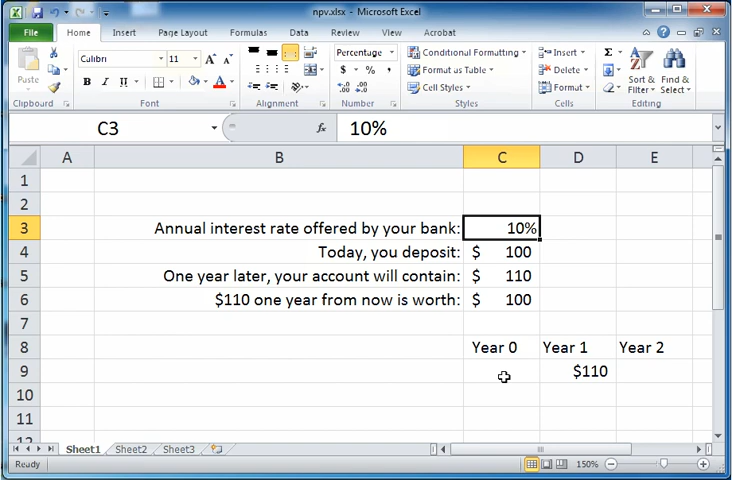 npv.xlsx - Microsoft Excel
File Home Insert Page Layout Formulas Data Review View Acrobat
Paste
Calibri 11
B I U
Percentage
$ % ,
Conditional Formatting
Format as Table
Cell Styles
Insert
Delete
Format
Σ
Sort & Filter
Find & Select
Clipboard Font Alignment Number Styles Cells Editing
C3 fx 10%
A B C D E
1
2
3 Annual interest rate offered by your bank: 10%
4 Today, you deposit: $ 100
5 One year later, your account will contain: $ 110
6 $110 one year from now is worth: $ 100
7
8 Year 0 Year 1 Year 2
9 $110
10
11
12
Sheet1 Sheet2 Sheet3
Ready 150%